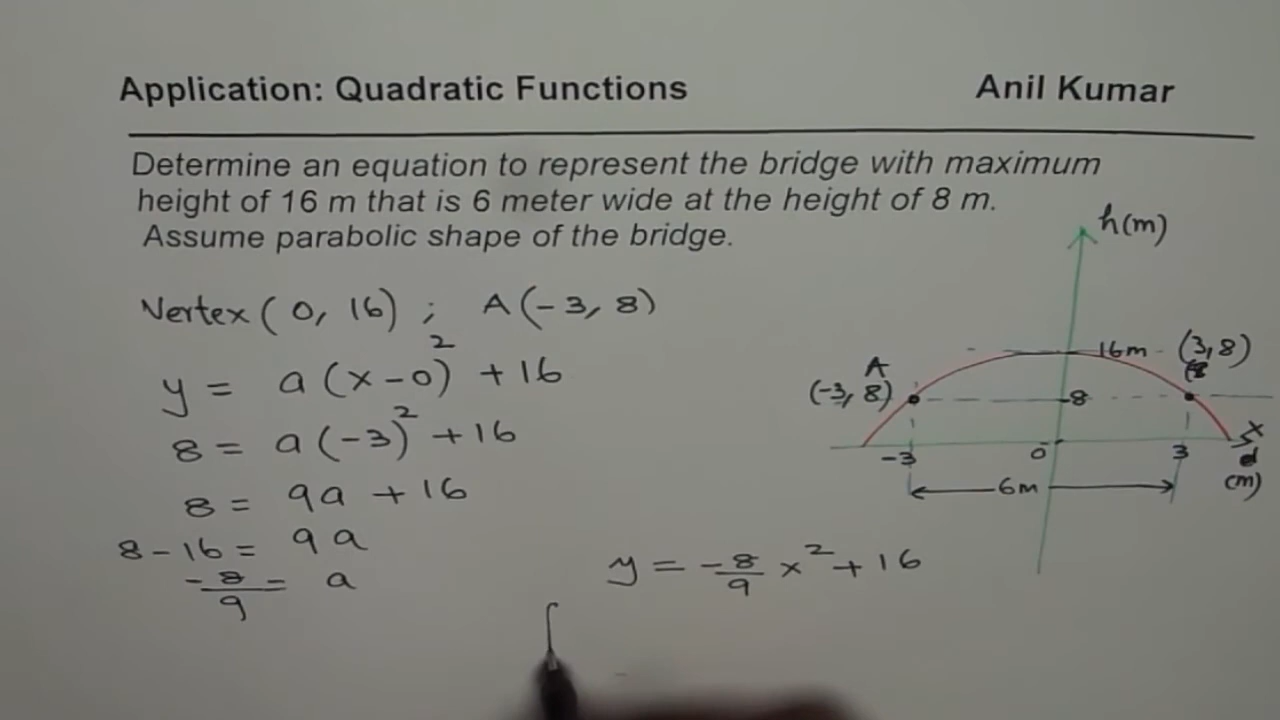 Application: Quadratic Functions
Anil Kumar
Determine an equation to represent the bridge with maximum
height of 16 m that is 6 meter wide at the height of 8 m.
Assume parabolic shape of the bridge.
Vertex (0, 16) ; A(-3, 8)
y = a(x-0)² + 16
8 = a(-3)² + 16
8 = 9a + 16
8 - 16 = 9a
-8/9 = a
y = -8/9 x² + 16
h(m)
16m
(3, 8)
A
(-3, 8)
8
-3
0
3
x
d
(m)
6m